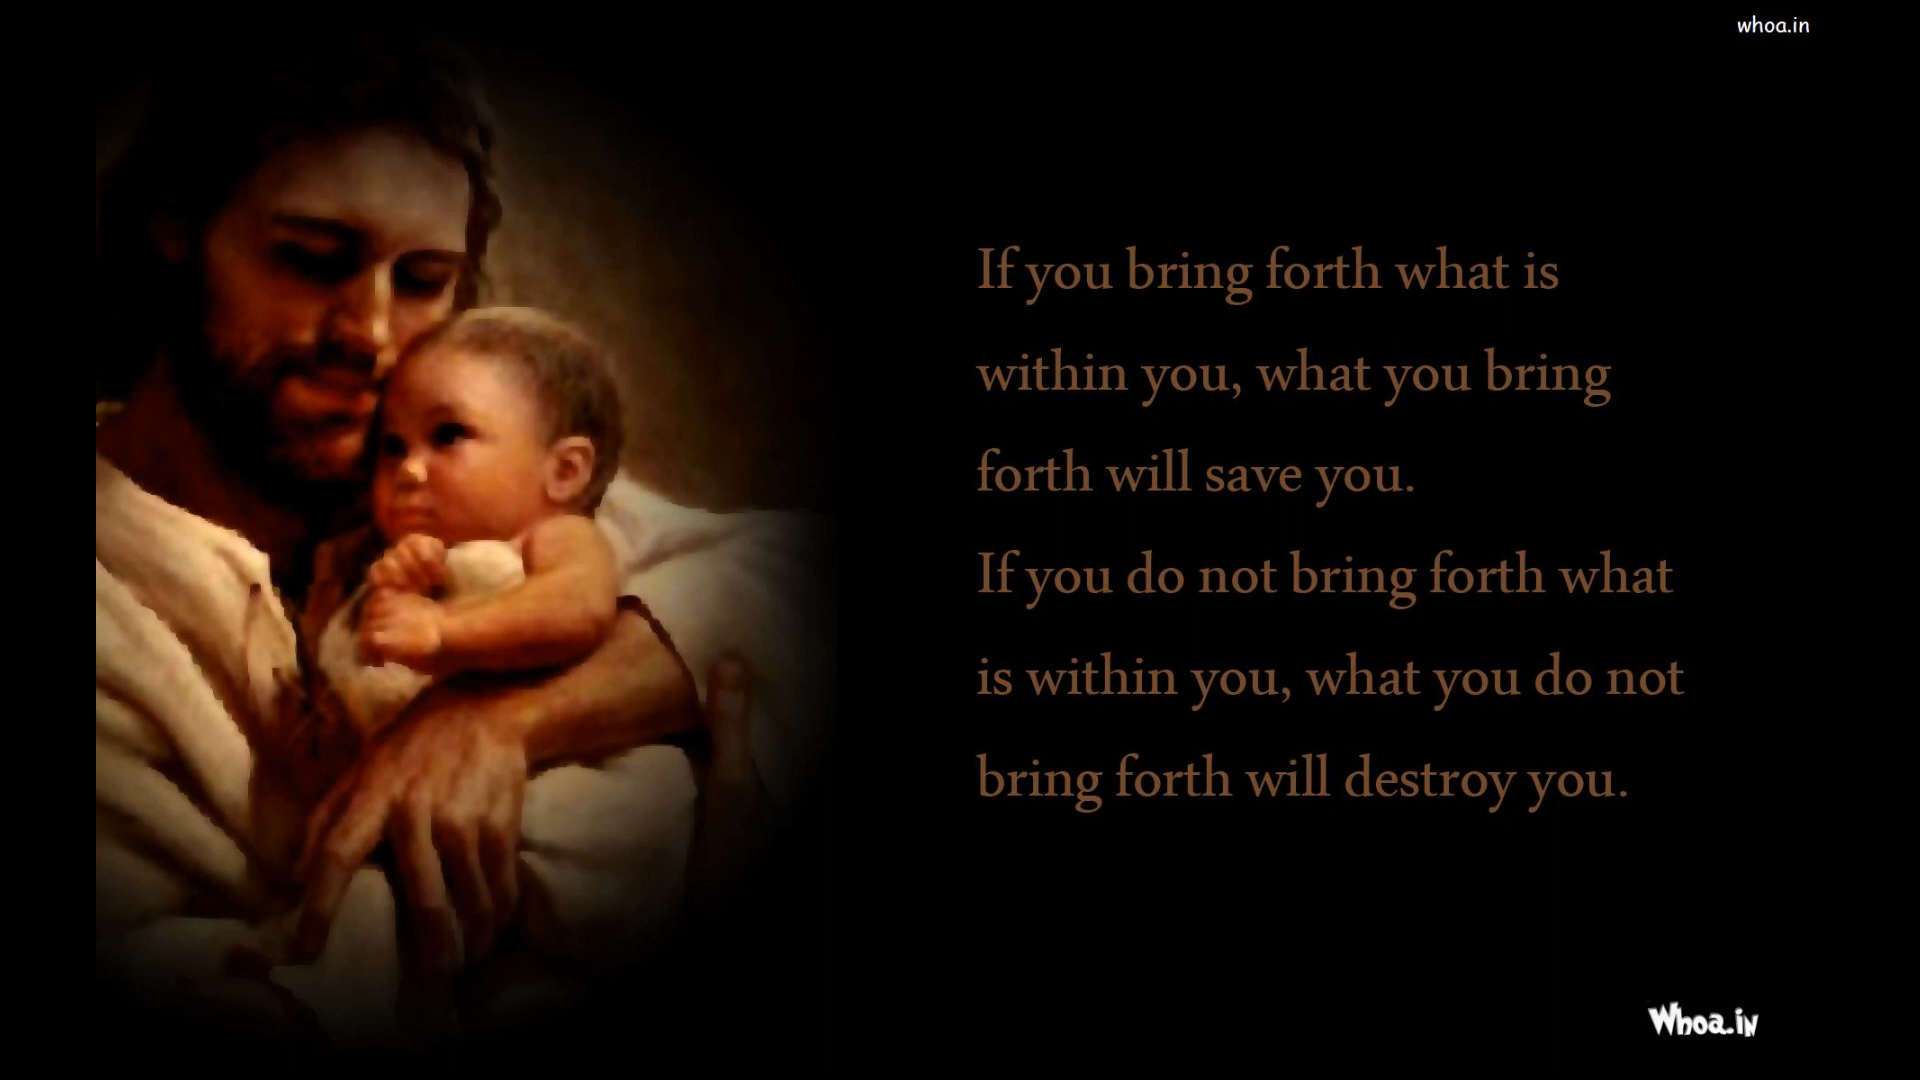 whoa.in
If you bring forth what is
within you, what you bring
forth will save you.
If you do not bring forth what
is within you, what you do not
bring forth will destroy you.
Whoa.in